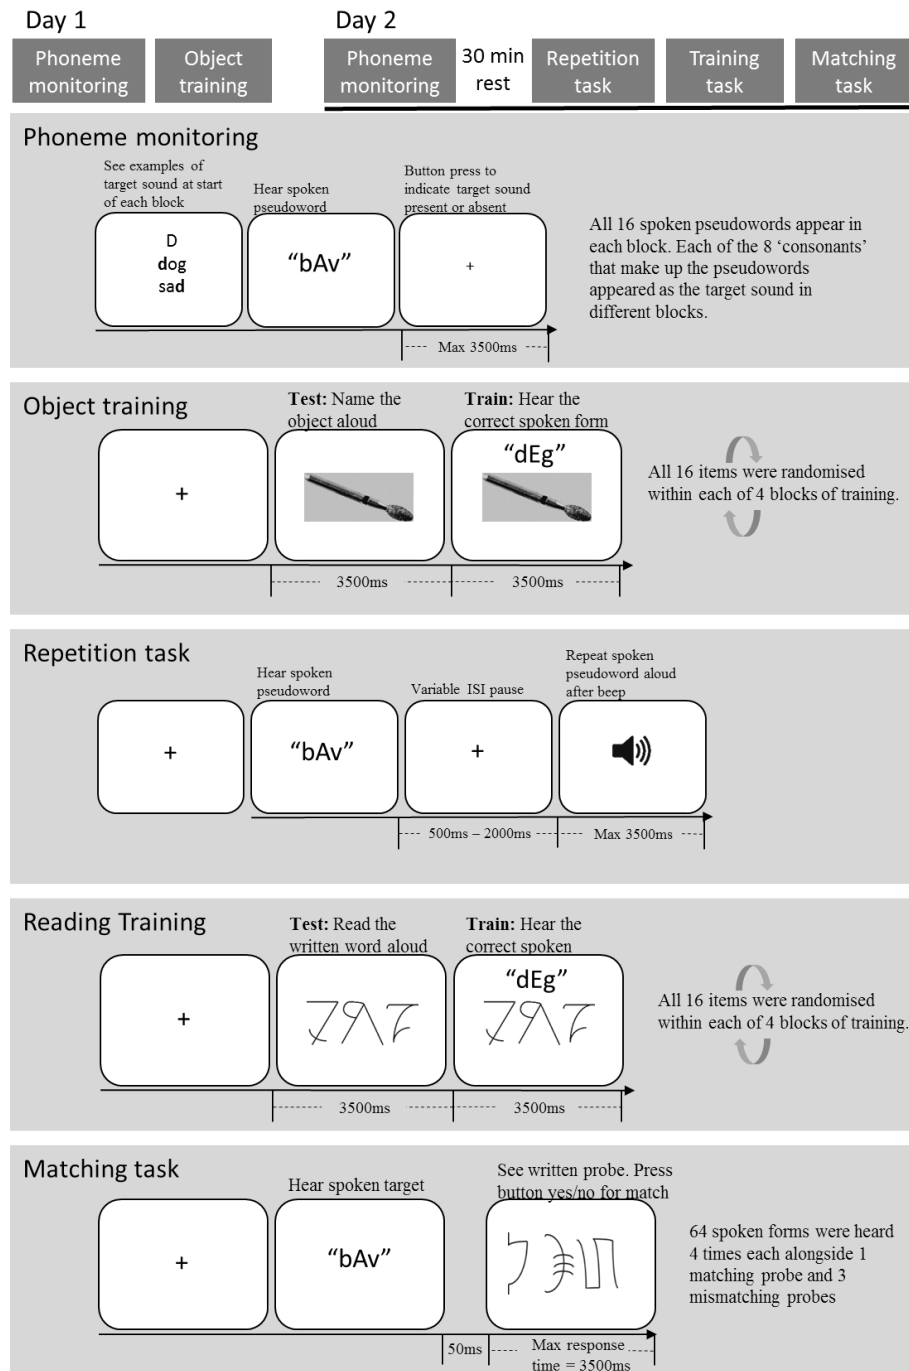 Day 1
Day 2
Phoneme
monitoring
Object
training
Phoneme
monitoring
30 min
rest
Repetition
task
Training
task
Matching
task
Phoneme monitoring
See examples of
target sound at start
of each block
Hear spoken
pseudoword
Button press to
indicate target sound
present or absent
D
dog
sad
“bAv”
+
All 16 spoken pseudowords appear in
each block. Each of the 8 ‘consonants’
that make up the pseudowords
appeared as the target sound in
different blocks.
Max 3500ms
Object training
Test: Name the
object aloud
Train: Hear the
correct spoken form
+
“dEg”
All 16 items were randomised
within each of 4 blocks of training.
3500ms
3500ms
Repetition task
Hear spoken
pseudoword
Variable ISI pause
Repeat spoken
pseudoword aloud
after beep
+
“bAv”
+
500ms – 2000ms
Max 3500ms
Reading Training
Test: Read the
written word aloud
Train: Hear the
correct spoken
+
“dEg”
All 16 items were randomised
within each of 4 blocks of training.
3500ms
3500ms
Matching task
Hear spoken target
See written probe. Press
button yes/no for match
+
“bAv”
64 spoken forms were heard
4 times each alongside 1
matching probe and 3
mismatching probes
50ms
Max response
time = 3500ms